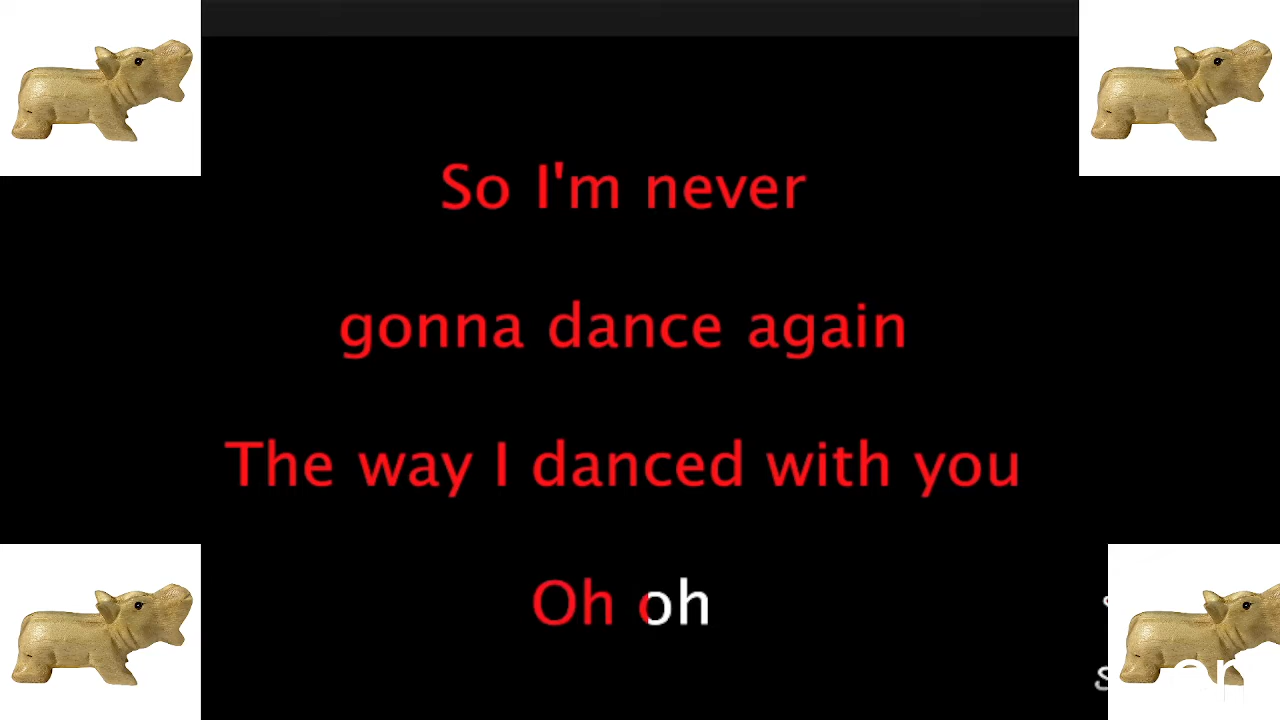 So I'm never
gonna dance again
The way I danced with you
Oh oh